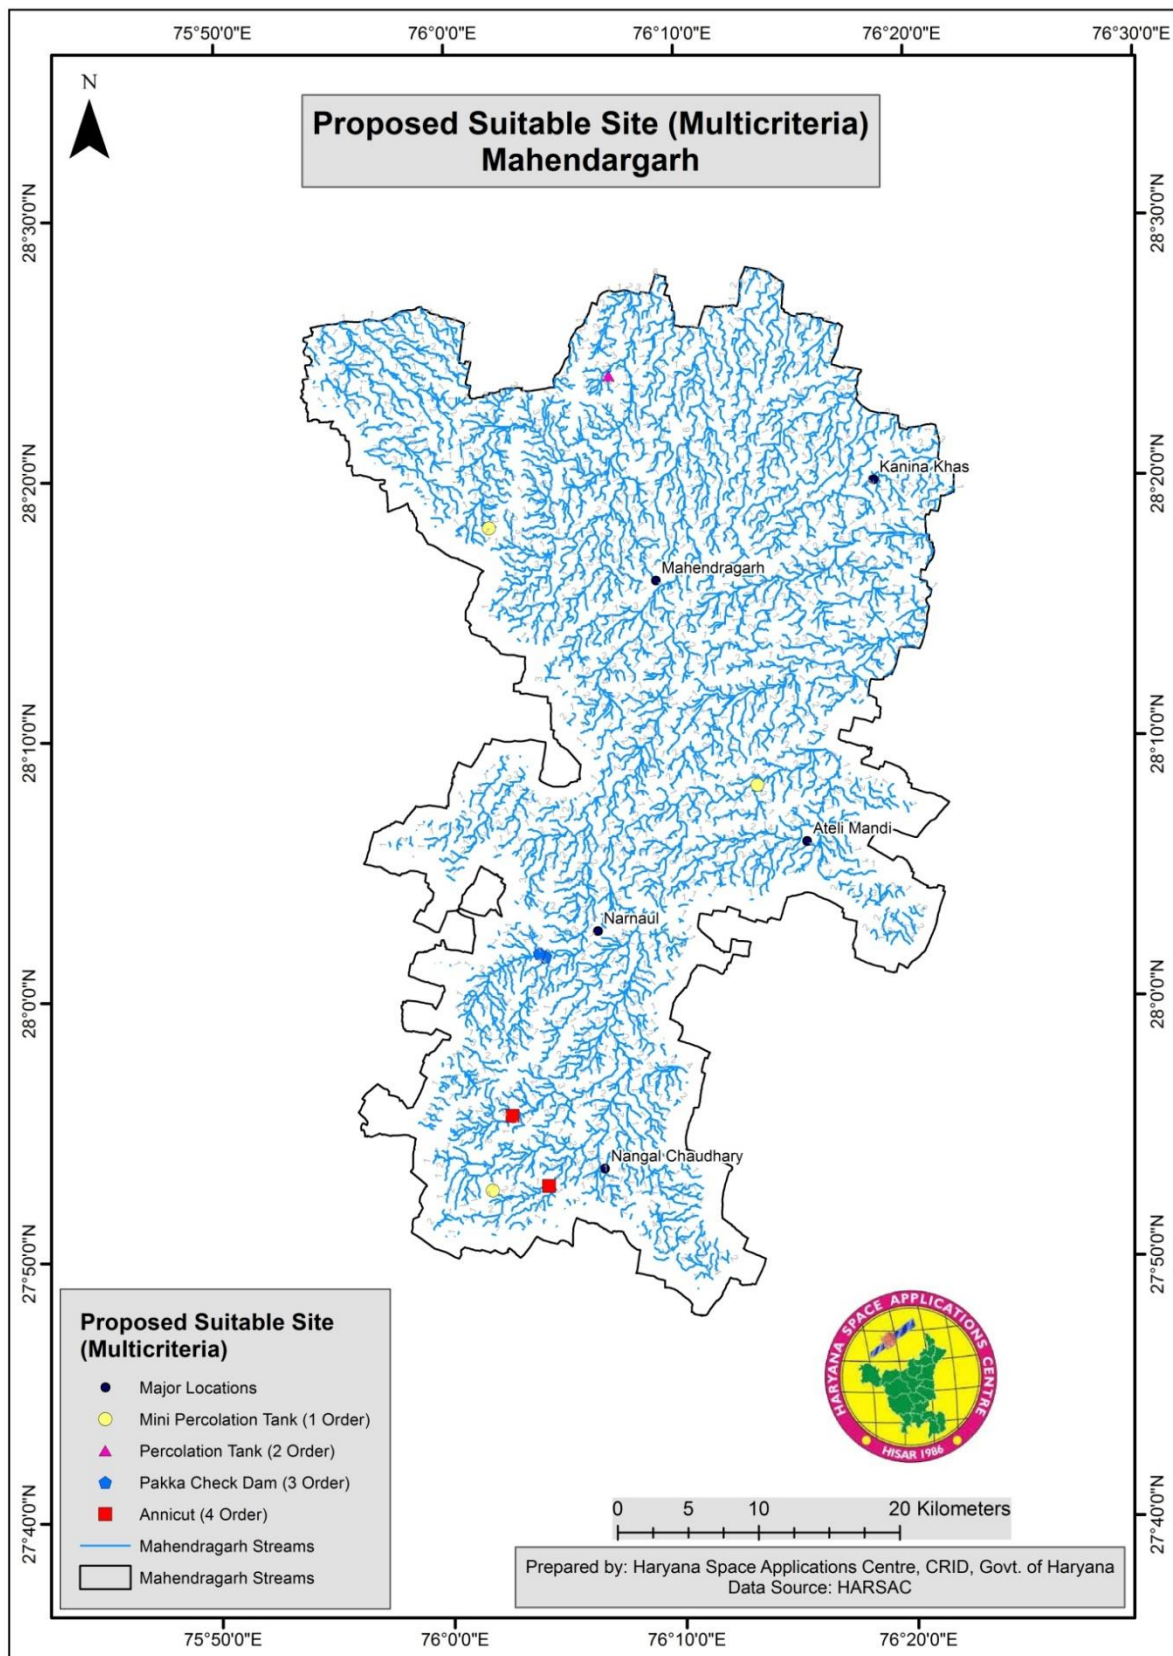 75°50'0"E 76°0'0"E 76°10'0"E 76°20'0"E 76°30'0"E
N
Proposed Suitable Site (Multicriteria)
Mahendargarh
28°30'0"N 28°30'0"N
28°20'0"N 28°20'0"N
Kanina Khas
Mahendragarh
28°10'0"N 28°10'0"N
Ateli Mandi
Narnaul
28°0'0"N 28°0'0"N
Nangal Chaudhary
27°50'0"N 27°50'0"N
Proposed Suitable Site
(Multicriteria)
Major Locations
Mini Percolation Tank (1 Order)
Percolation Tank (2 Order)
Pakka Check Dam (3 Order)
Annicut (4 Order)
Mahendragarh Streams
Mahendragarh Streams
HARYANA SPACE APPLICATIONS CENTRE
HISAR 1986
27°40'0"N 27°40'0"N
0 5 10 20 Kilometers
Prepared by: Haryana Space Applications Centre, CRID, Govt. of Haryana
Data Source: HARSAC
75°50'0"E 76°0'0"E 76°10'0"E 76°20'0"E